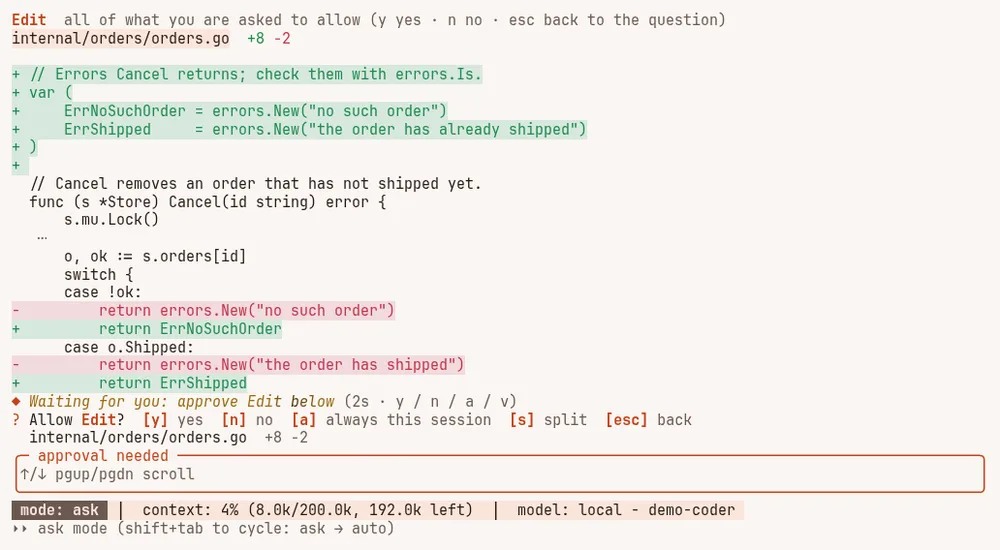 Edit  all of what you are asked to allow (y yes · n no · esc back to the question)
internal/orders/orders.go  +8 -2
+ // Errors Cancel returns; check them with errors.Is.
+ var (
+     ErrNoSuchOrder = errors.New("no such order")
+     ErrShipped     = errors.New("the order has already shipped")
+ )
+
  // Cancel removes an order that has not shipped yet.
  func (s *Store) Cancel(id string) error {
      s.mu.Lock()
   …
      o, ok := s.orders[id]
      switch {
      case !ok:
-         return errors.New("no such order")
+         return ErrNoSuchOrder
      case o.Shipped:
-         return errors.New("the order has shipped")
+         return ErrShipped
◆ Waiting for you: approve Edit below (2s · y / n / a / v)
? Allow Edit?  [y] yes  [n] no  [a] always this session  [s] split  [esc] back
  internal/orders/orders.go  +8 -2
approval needed
↑/↓ pgup/pgdn scroll
mode: ask │ context: 4% (8.0k/200.0k, 192.0k left) │ model: local - demo-coder
▸▸ ask mode (shift+tab to cycle: ask → auto)